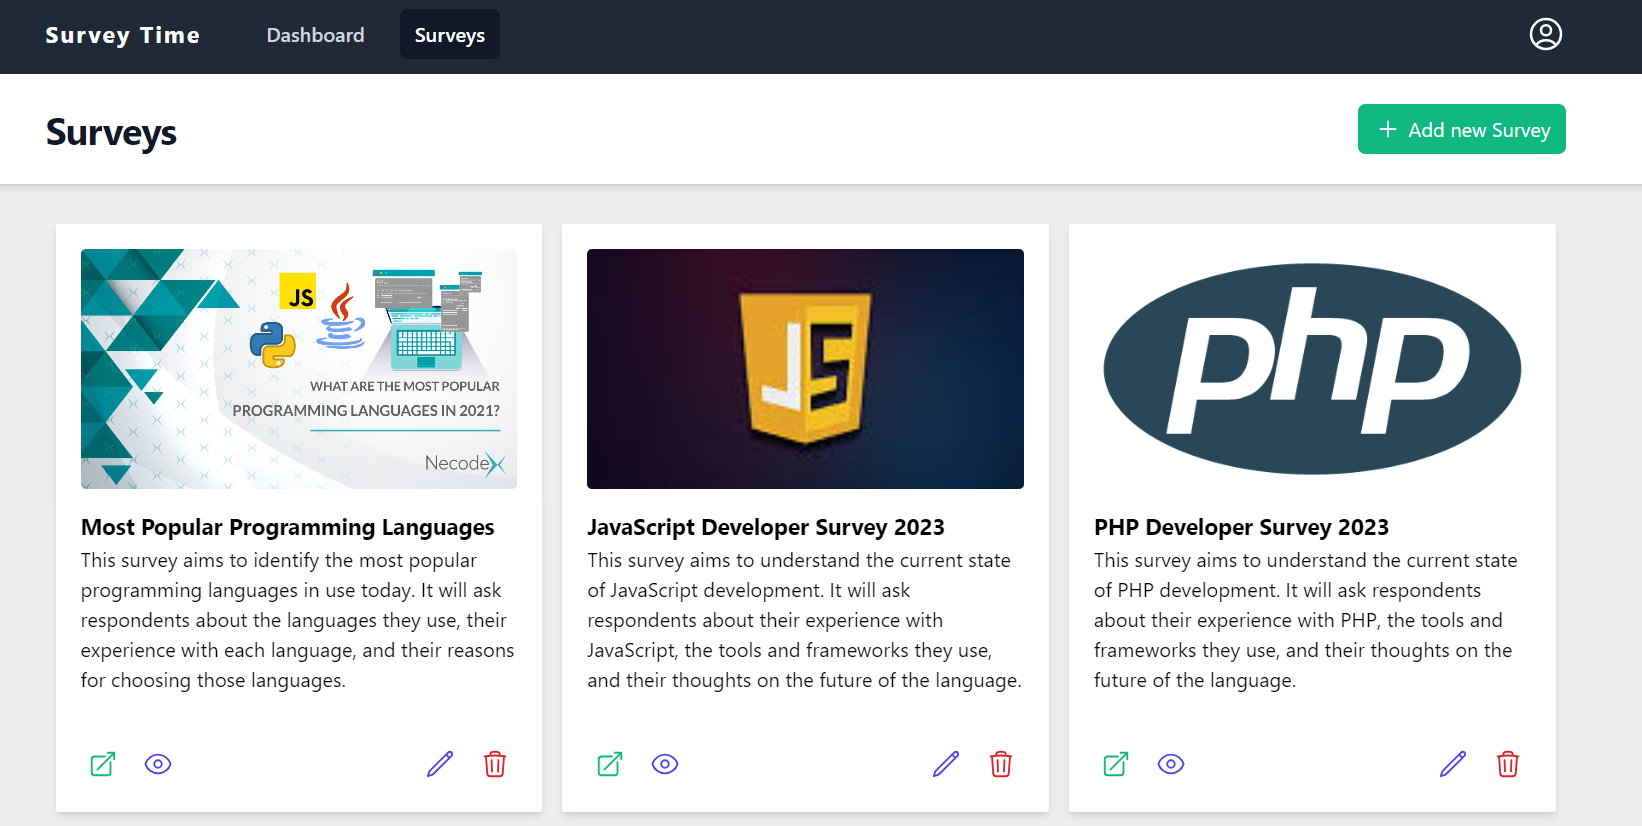 Survey Time
Dashboard
Surveys
Surveys
Add new Survey
JS
WHAT ARE THE MOST POPULAR
PROGRAMMING LANGUAGES IN 2021?
Necodex
Most Popular Programming Languages
This survey aims to identify the most popular
programming languages in use today. It will ask
respondents about the languages they use, their
experience with each language, and their reasons
for choosing those languages.
JS
JavaScript Developer Survey 2023
This survey aims to understand the current state
of JavaScript development. It will ask
respondents about their experience with
JavaScript, the tools and frameworks they use,
and their thoughts on the future of the language.
php
PHP Developer Survey 2023
This survey aims to understand the current state
of PHP development. It will ask respondents
about their experience with PHP, the tools and
frameworks they use, and their thoughts on the
future of the language.